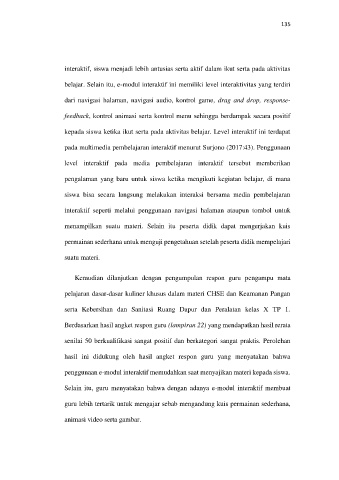 135
interaktif, siswa menjadi lebih antusias serta aktif dalam ikut serta pada aktivitas
belajar. Selain itu, e-modul interaktif ini memiliki level interaktivitas yang terdiri
dari navigasi halaman, navigasi audio, kontrol game, drag and drop, response-
feedback, kontrol animasi serta kontrol menu sehingga berdampak secara positif
kepada siswa ketika ikut serta pada aktivitas belajar. Level interaktif ini terdapat
pada multimedia pembelajaran interaktif menurut Surjono (2017:43). Penggunaan
level interaktif pada media pembelajaran interaktif tersebut memberikan
pengalaman yang baru untuk siswa ketika mengikuti kegiatan belajar, di mana
siswa bisa secara langsung melakukan interaksi bersama media pembelajaran
interaktif seperti melalui penggunaan navigasi halaman ataupun tombol untuk
menampilkan suatu materi. Selain itu peserta didik dapat mengerjakan kuis
permainan sederhana untuk menguji pengetahuan setelah peserta didik mempelajari
suatu materi.
Kemudian dilanjutkan dengan pengumpulan respon guru pengampu mata
pelajaran dasar-dasar kuliner khusus dalam materi CHSE dan Keamanan Pangan
serta Kebersihan dan Sanitasi Ruang Dapur dan Peralatan kelas X TP 1.
Berdasarkan hasil angket respon guru (lampiran 22) yang mendapatkan hasil rerata
senilai 50 berkualifikasi sangat positif dan berkategori sangat praktis. Perolehan
hasil ini didukung oleh hasil angket respon guru yang menyatakan bahwa
penggunaan e-modul interaktif memudahkan saat menyajikan materi kepada siswa.
Selain itu, guru menyatakan bahwa dengan adanya e-modul interaktif membuat
guru lebih tertarik untuk mengajar sebab mengandung kuis permainan sederhana,
animasi video serta gambar.